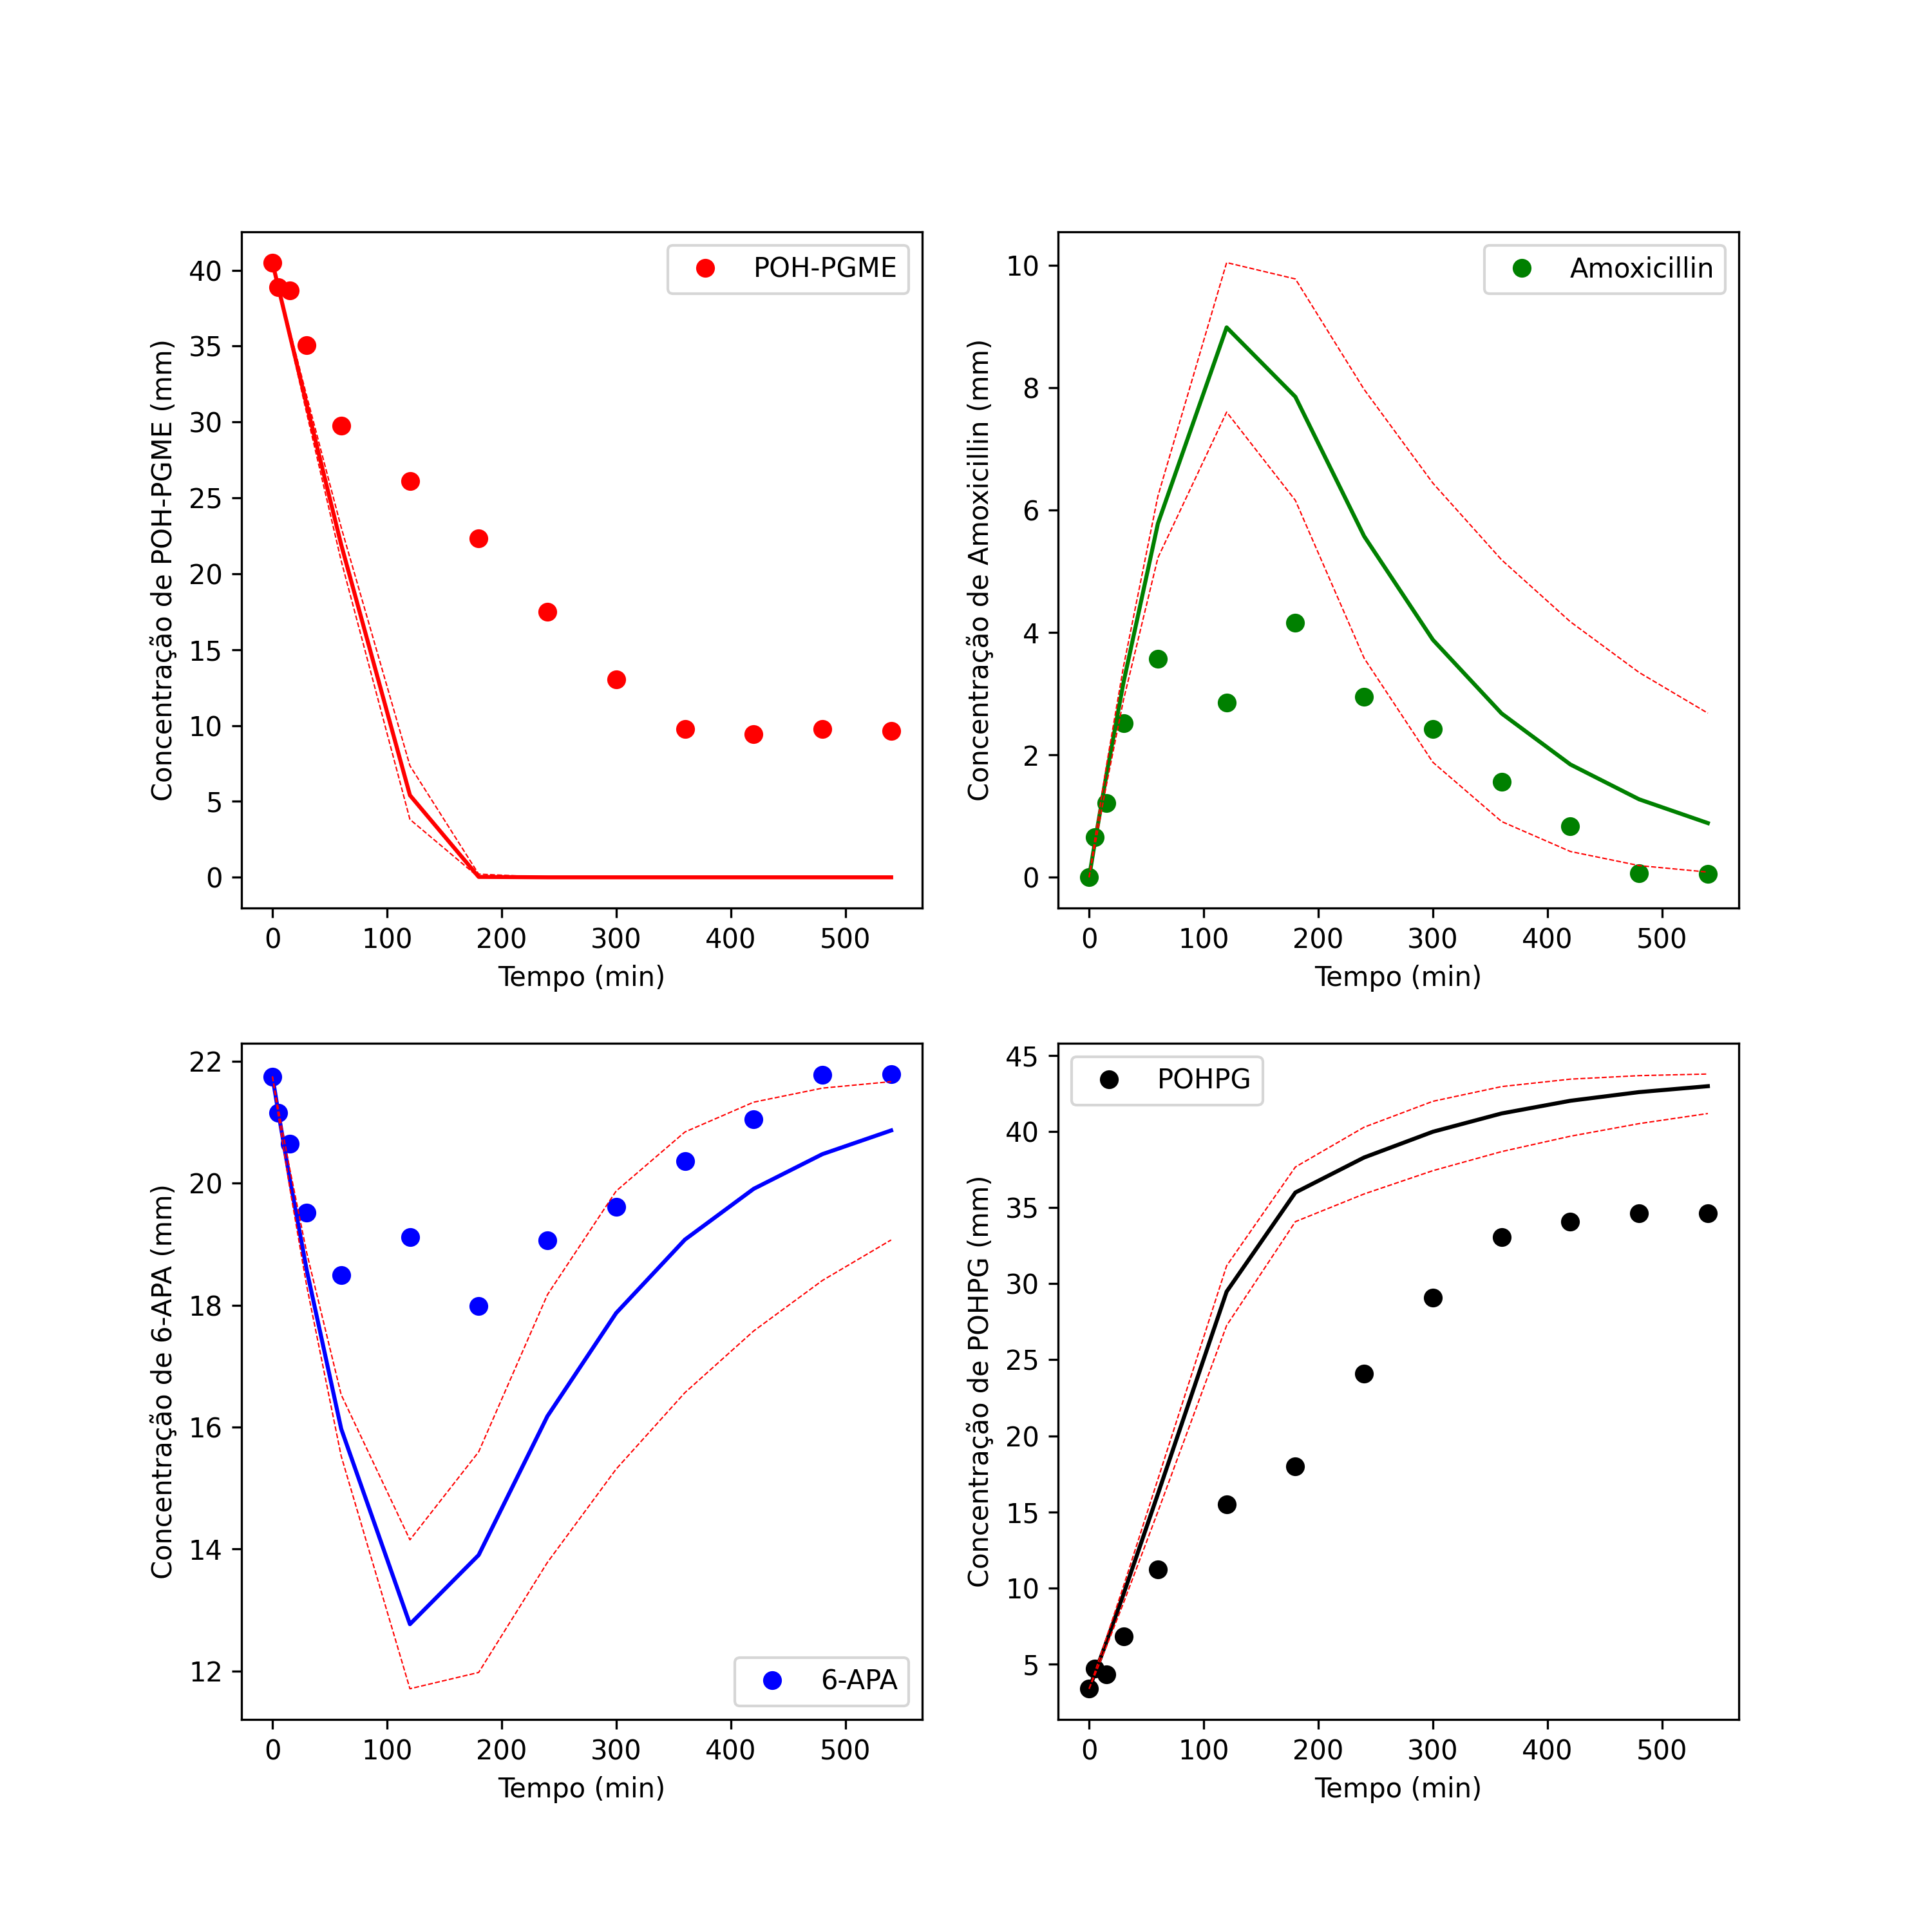 POH-PGME
Concentração de POH-PGME (mm)
40
35
30
25
20
15
10
5
0
0 100 200 300 400 500
Tempo (min)
Amoxicillin
Concentração de Amoxicillin (mm)
10
8
6
4
2
0
0 100 200 300 400 500
Tempo (min)
Concentração de 6-APA (mm)
22
20
18
16
14
12
6-APA
0 100 200 300 400 500
Tempo (min)
POHPG
Concentração de POHPG (mm)
45
40
35
30
25
20
15
10
5
0 100 200 300 400 500
Tempo (min)